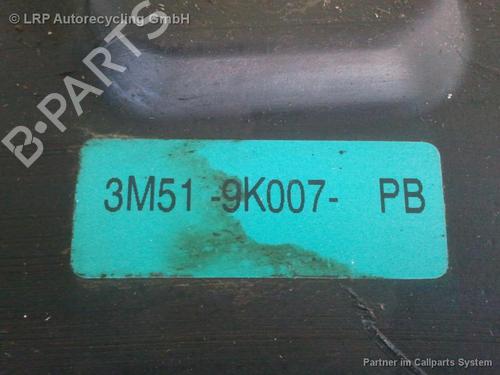 © LRP Autorecycling GmbH
B-PARTS
3M51 -9K007- PB
Partner im Callparts System